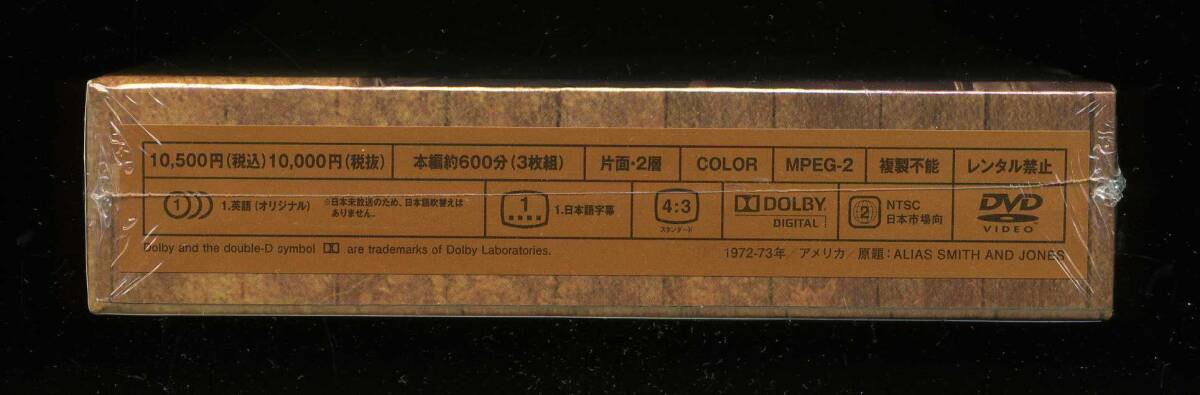 10,500円(税込)10,000円(税抜) 本編約600分(3枚組) 片面・2層 COLOR MPEG-2 複製不能 レンタル禁止
1 1.英語(オリジナル) ※日本未放送のため、日本語吹替えは
ありません。
1 1.日本語字幕
4:3
スタンダード
DOLBY
DIGITAL
2 NTSC
日本市場向
DVD
VIDEO
Dolby and the double-D symbol are trademarks of Dolby Laboratories.
1972-73年/アメリカ/原題:ALIAS SMITH AND JONES